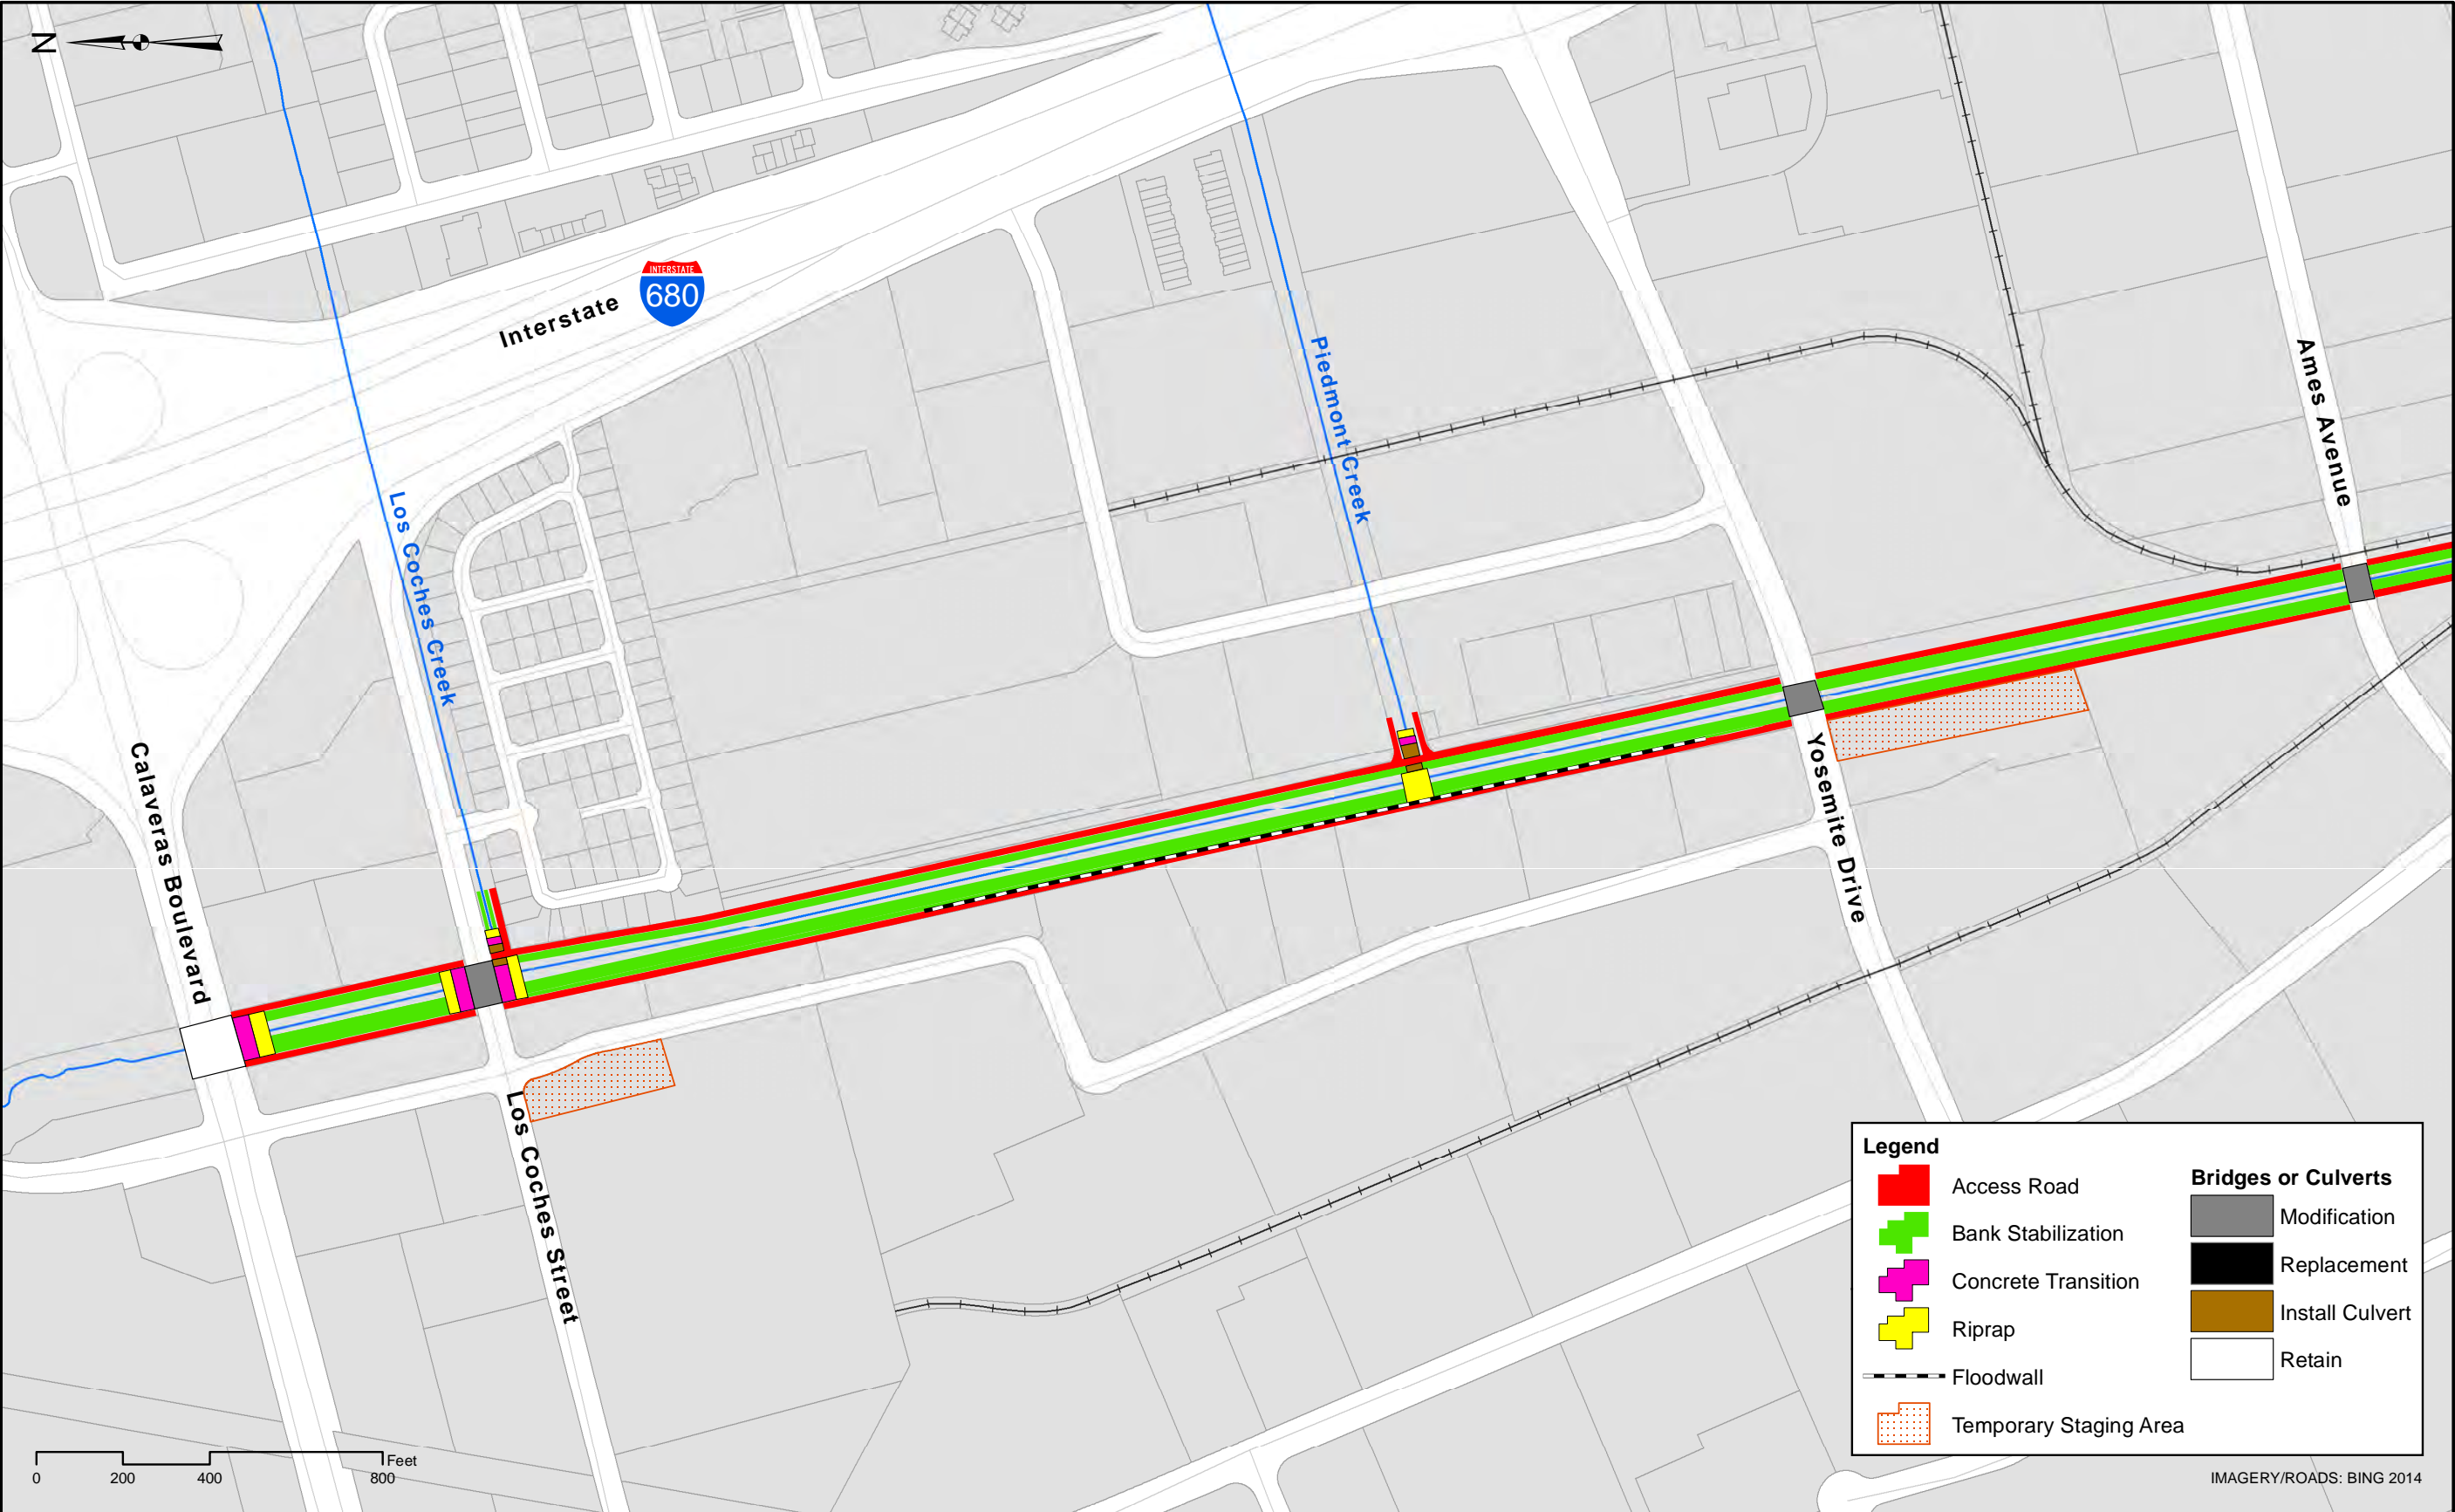 N
INTERSTATE
680
Interstate
Piedmont Creek
Ames Avenue
Los Coches Creek
Calaveras Boulevard
Yosemite Drive
Los Coches Street
Legend
Access Road
Bank Stabilization
Concrete Transition
Riprap
Floodwall
Temporary Staging Area
Bridges or Culverts
Modification
Replacement
Install Culvert
Retain
Feet
0 200 400 800
IMAGERY/ROADS: BING 2014